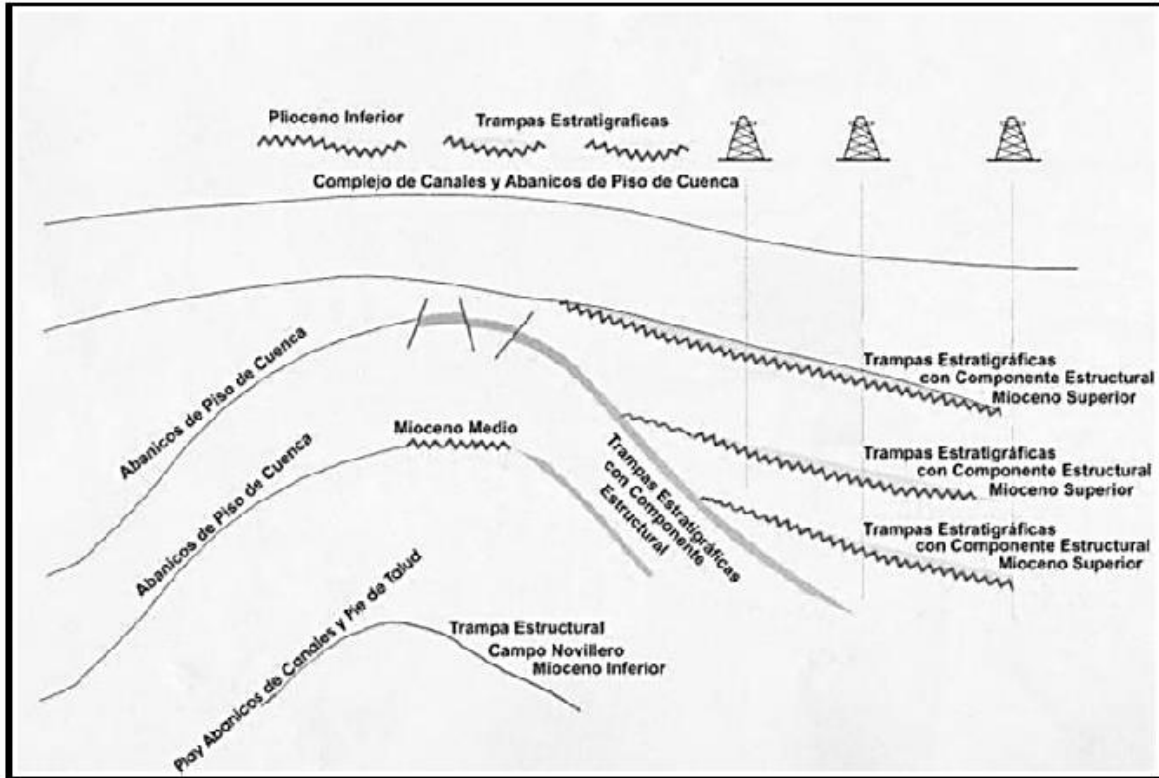 Plioceno Inferior
Trampas Estratigraficas
Complejo de Canales y Abanicos de Piso de Cuenca
Abanicos de Piso de Cuenca
Trampas Estratigráficas
con Componente Estructural
Mioceno Superior
Mioceno Medio
Abanicos de Piso de Cuenca
Trampas Estratigráficas
con Componente
Estructural
Trampas Estratigráficas
con Componente Estructural
Mioceno Superior
Trampas Estratigráficas
con Componente Estructural
Mioceno Superior
Play Abanicos de Canales y Pie de Talud
Trampa Estructural
Campo Novillero
Mioceno Inferior